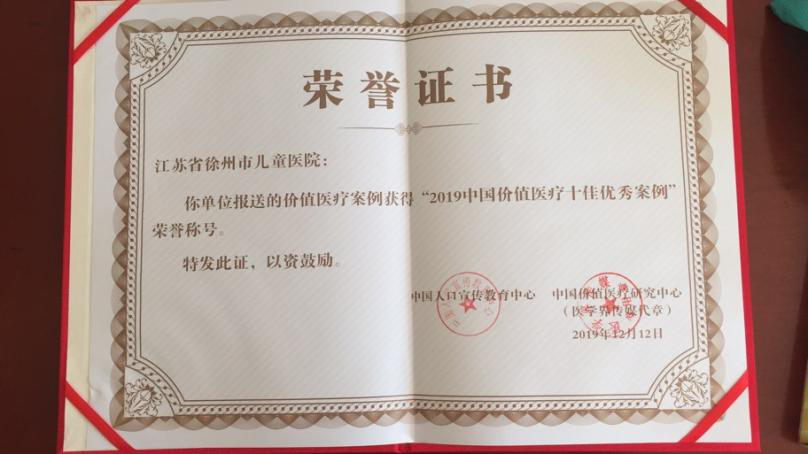 荣誉证书
江苏省徐州市儿童医院：
你单位报送的价值医疗案例获得“2019中国价值医疗十佳优秀案例”
荣誉称号。
特发此证，以资鼓励。
中国人口宣传教育中心
中国价值医疗研究中心
（医学界传媒代章）
2019年12月12日